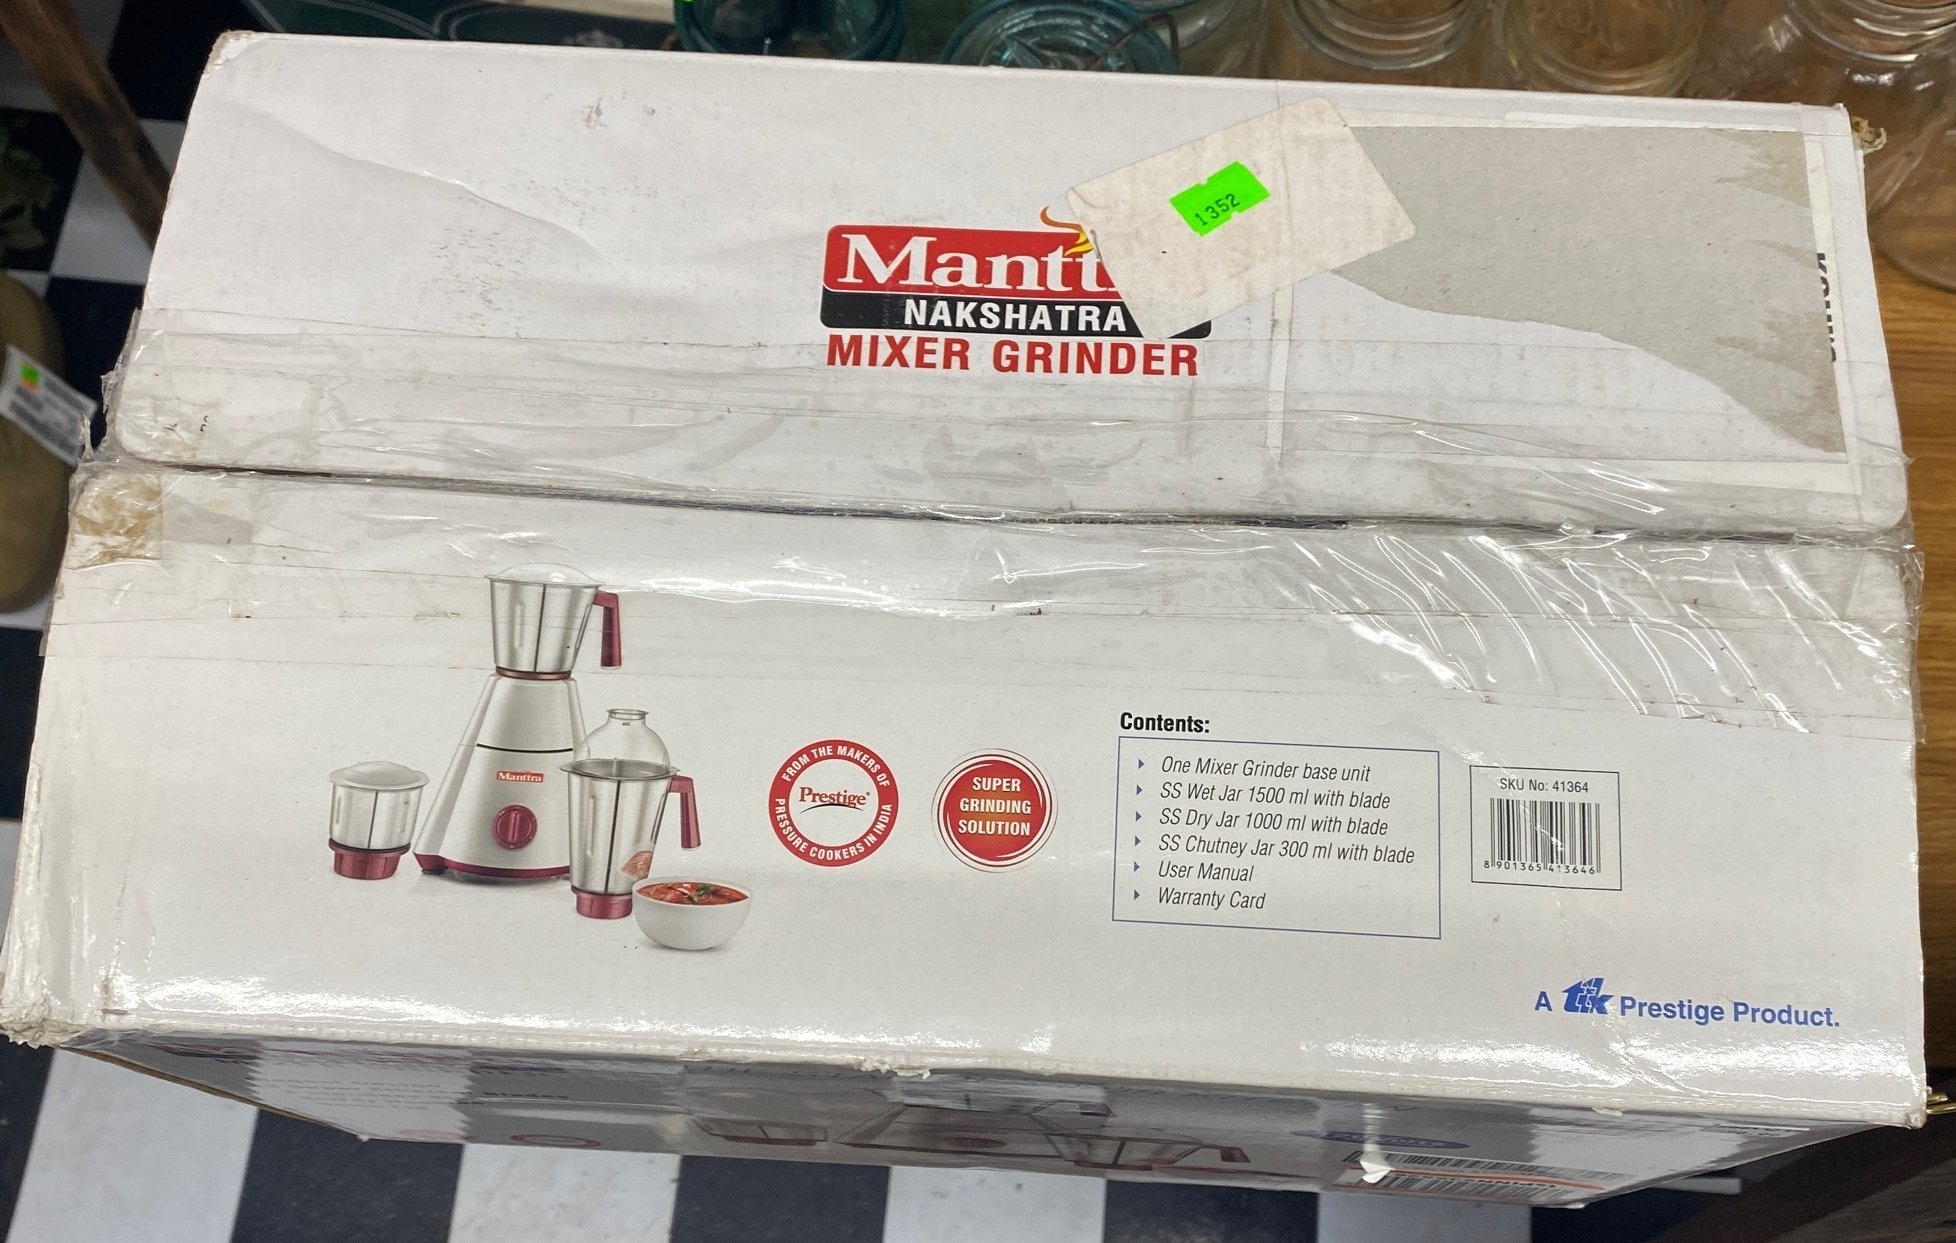 1352
Mantt
NAKSHATRA
MIXER GRINDER
Manttra
FROM THE MAKERS OF
Prestige
PRESSURE COOKERS IN INDIA
SUPER
GRINDING
SOLUTION
Contents:
One Mixer Grinder base unit
SS Wet Jar 1500 ml with blade
SS Dry Jar 1000 ml with blade
SS Chutney Jar 300 ml with blade
User Manual
Warranty Card
SKU No: 41364
8 901365 413646
A ttk Prestige Product.